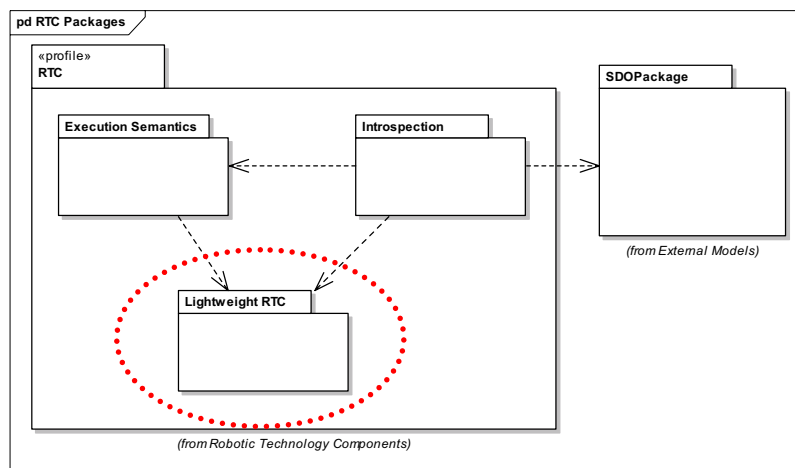 pd RTC Packages
«profile»
RTC
SDOPackage
Execution Semantics
Introspection
(from External Models)
Lightweight RTC
(from Robotic Technology Components)